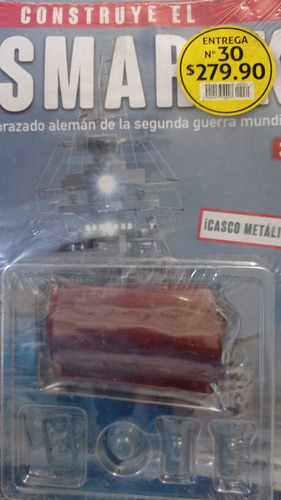 CONSTRUYE EL
SMAR
ENTREGA
Nº 30
$279.90
orazado alemán de la segunda guerra mundi
¡CASCO METÁLI